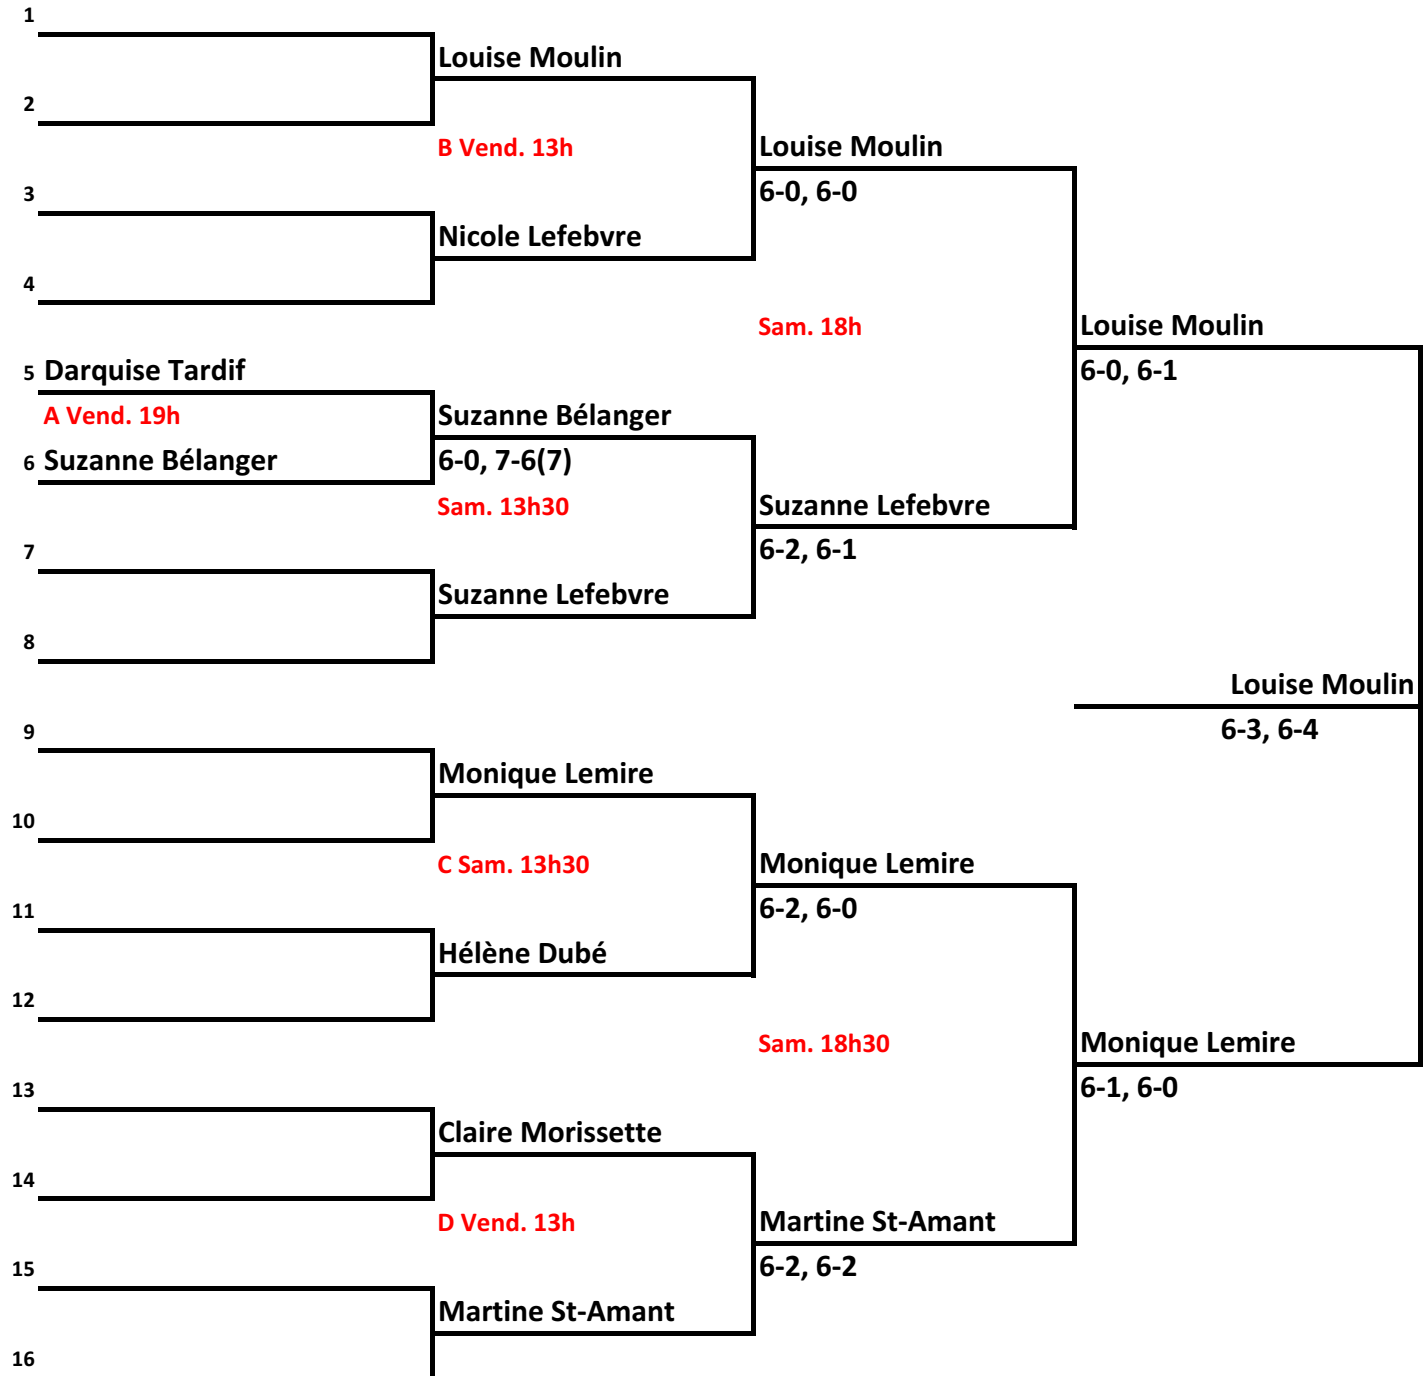 1
Louise Moulin
2
B Vend. 13h
Louise Moulin
3
6-0, 6-0
Nicole Lefebvre
4
Sam. 18h
Louise Moulin
5 Darquise Tardif
6-0, 6-1
A Vend. 19h
Suzanne Bélanger
6 Suzanne Bélanger
6-0, 7-6(7)
Sam. 13h30
Suzanne Lefebvre
7
6-2, 6-1
Suzanne Lefebvre
8
Louise Moulin
9
6-3, 6-4
Monique Lemire
10
C Sam. 13h30
Monique Lemire
11
6-2, 6-0
Hélène Dubé
12
Sam. 18h30
Monique Lemire
13
6-1, 6-0
Claire Morissette
14
D Vend. 13h
Martine St-Amant
15
6-2, 6-2
Martine St-Amant
16